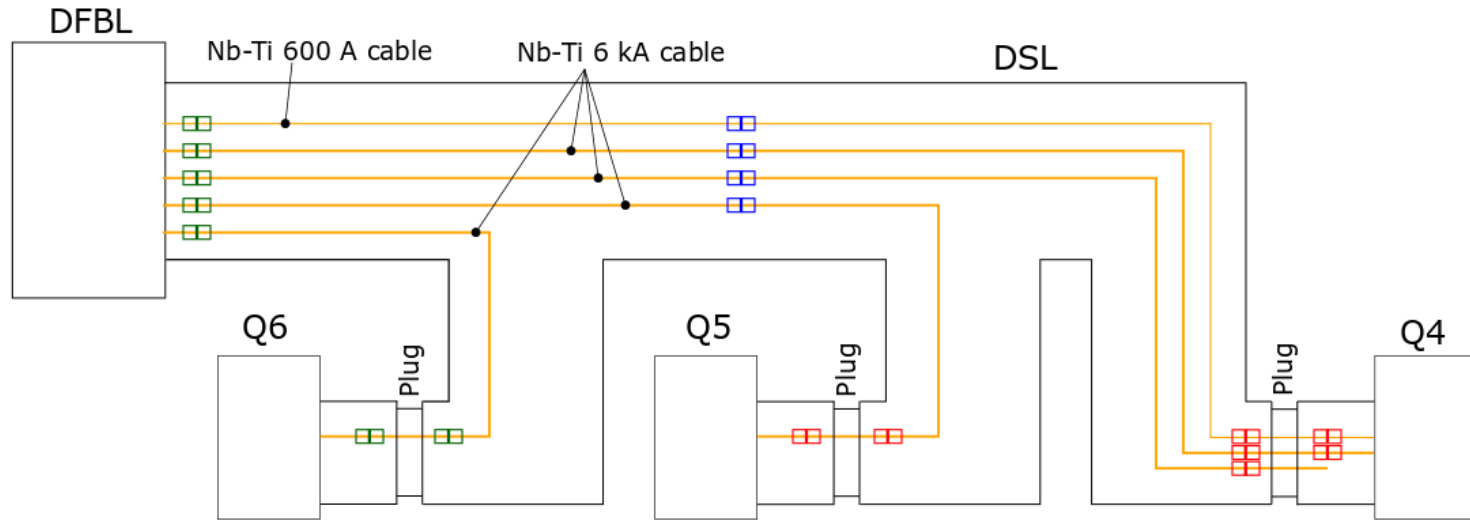 DFBL
Nb-Ti 600 A cable
Nb-Ti 6 kA cable
DSL
Q6
Plug
Q5
Plug
Plug
Q4